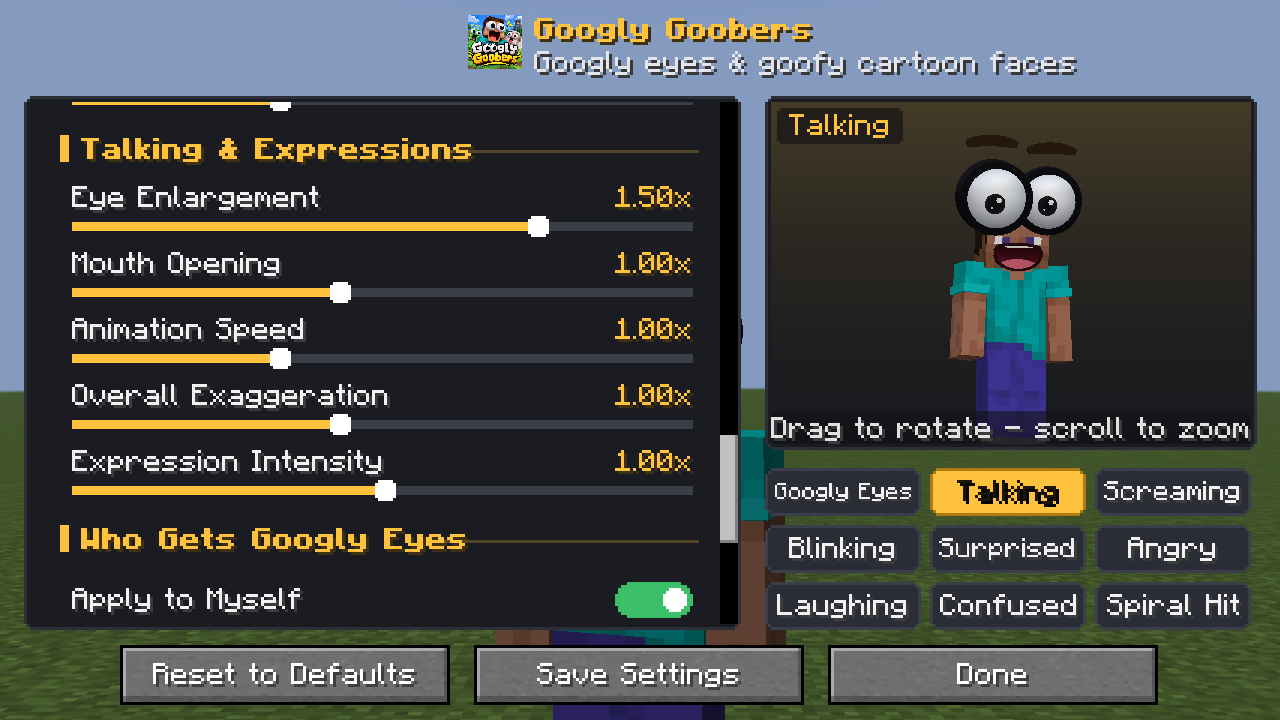 Googly Goobers
Googly Goobers
Googly eyes & goofy cartoon faces
Talking & Expressions
Eye Enlargement 1.50x
Mouth Opening 1.00x
Animation Speed 1.00x
Overall Exaggeration 1.00x
Expression Intensity 1.00x
Who Gets Googly Eyes
Apply to Myself
Talking
Drag to rotate - scroll to zoom
Googly Eyes Talking Screaming
Blinking Surprised Angry
Laughing Confused Spiral Hit
Reset to Defaults Save Settings Done